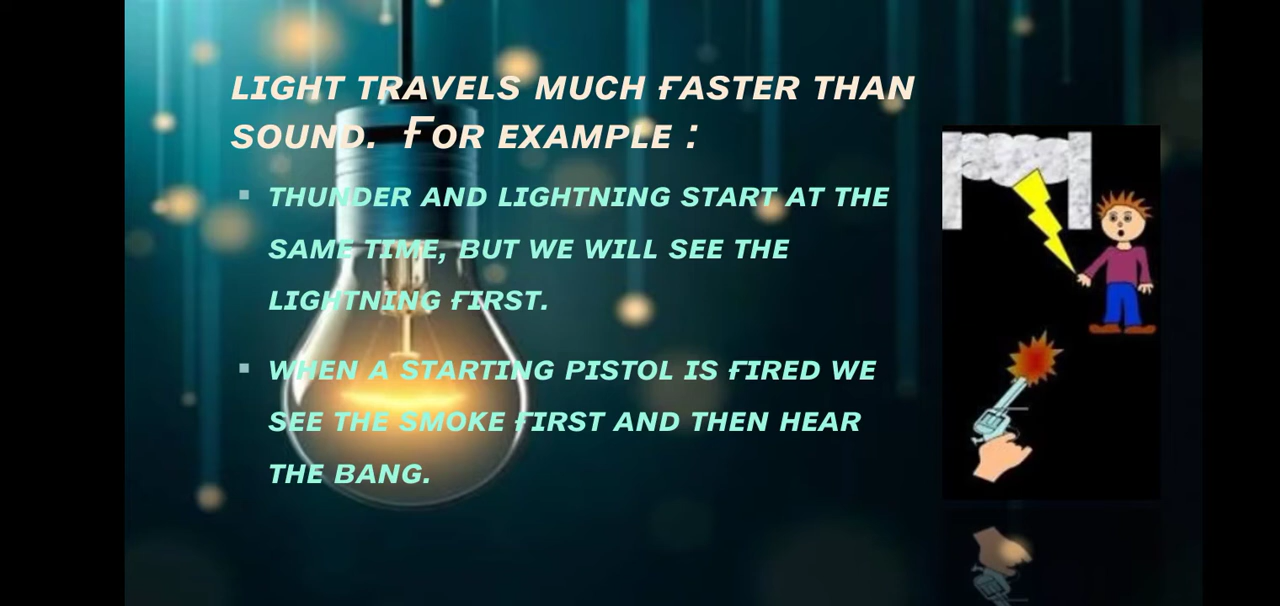 LIGHT TRAVELS MUCH FASTER THAN
SOUND. FOR EXAMPLE :
▪ THUNDER AND LIGHTNING START AT THE
SAME TIME, BUT WE WILL SEE THE
LIGHTNING FIRST.
▪ WHEN A STARTING PISTOL IS FIRED WE
SEE THE SMOKE FIRST AND THEN HEAR
THE BANG.